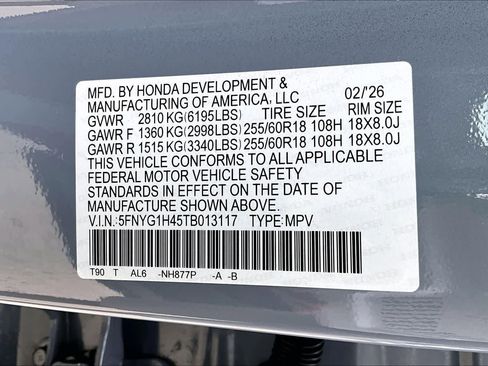 MFD. BY HONDA DEVELOPMENT &
MANUFACTURING OF AMERICA, LLC 02/'26
GVWR 2810 KG(6195LBS) TIRE SIZE RIM SIZE
GAWR F 1360 KG(2998LBS) 255/60R18 108H 18X8.0J
GAWR R 1515 KG(3340LBS) 255/60R18 108H 18X8.0J
THIS VEHICLE CONFORMS TO ALL APPLICABLE
FEDERAL MOTOR VEHICLE SAFETY
STANDARDS IN EFFECT ON THE DATE OF
MANUFACTURE SHOWN ABOVE.
V.I.N.:5FNYG1H45TB013117 TYPE:MPV
T90 T AL6 -NH877P -A -B